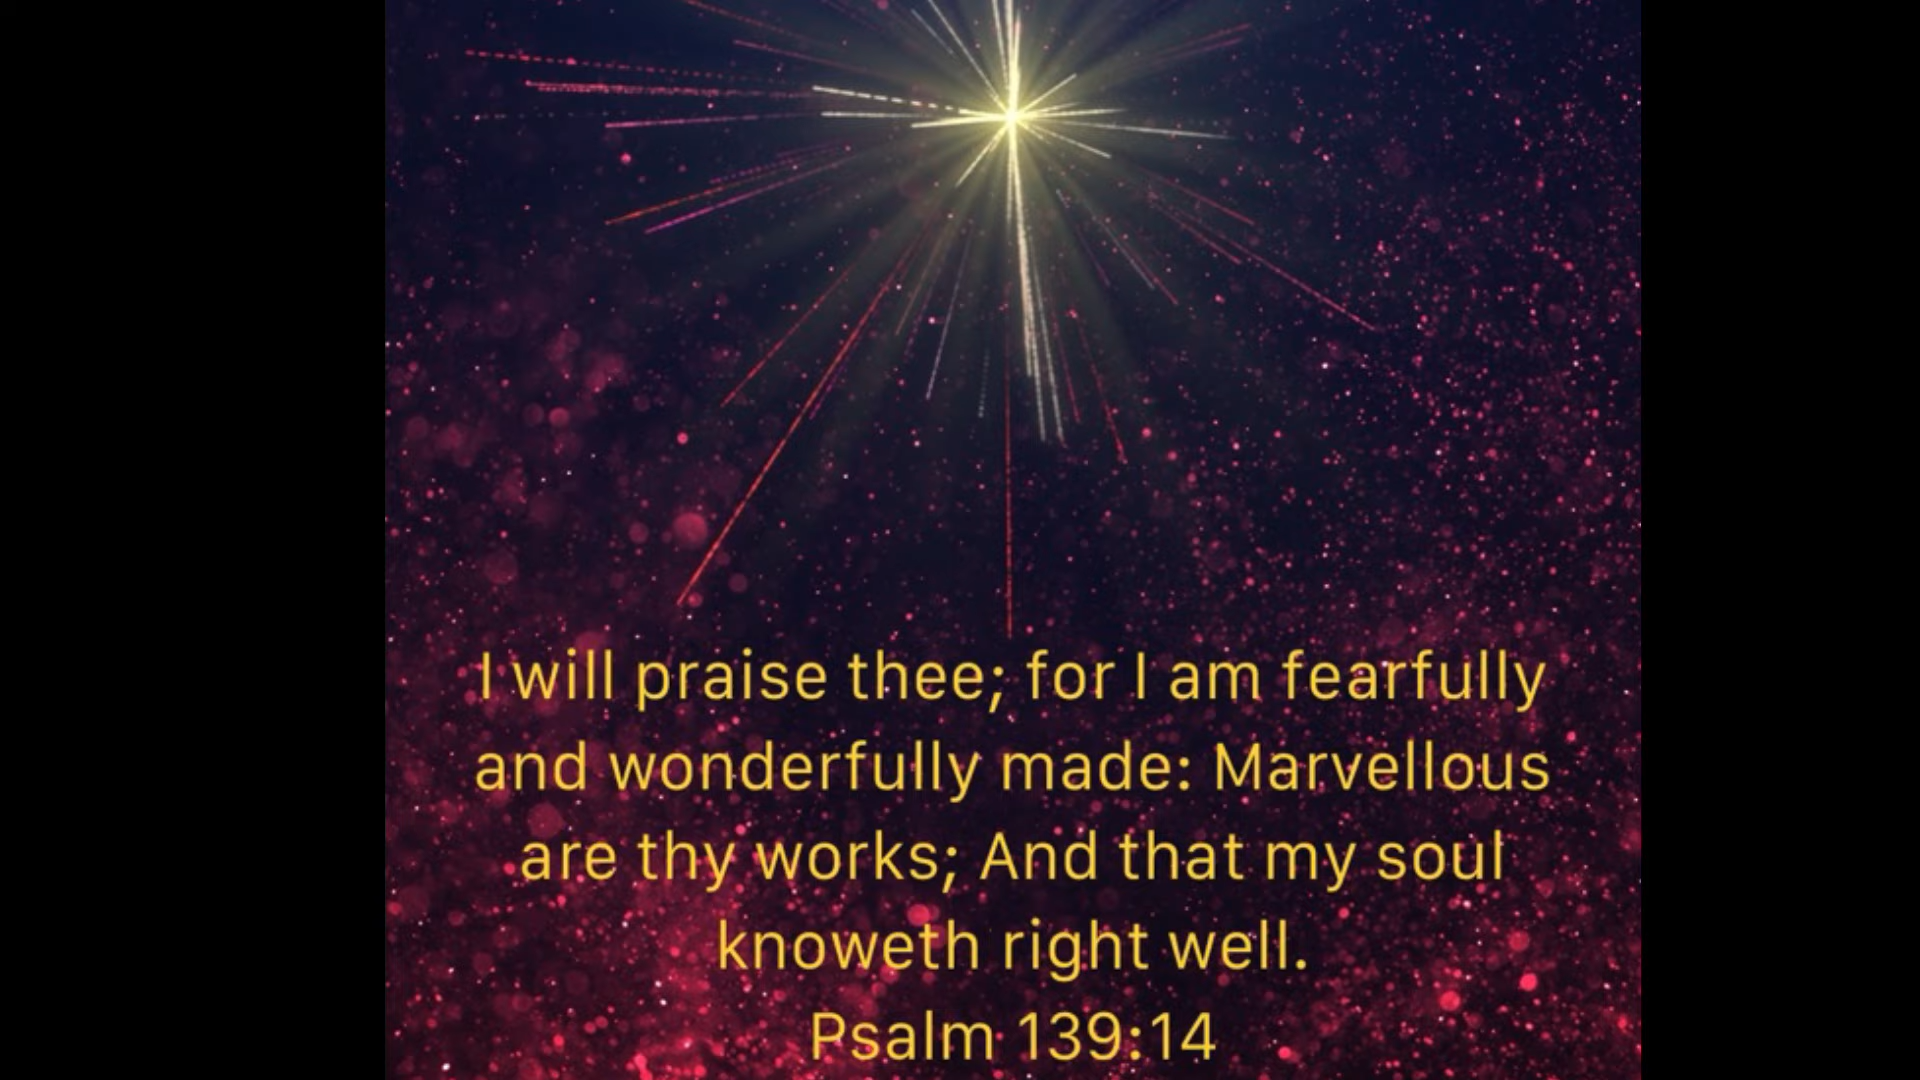 I will praise thee; for I am fearfully
and wonderfully made: Marvellous
are thy works; And that my soul
knoweth right well.
Psalm 139:14